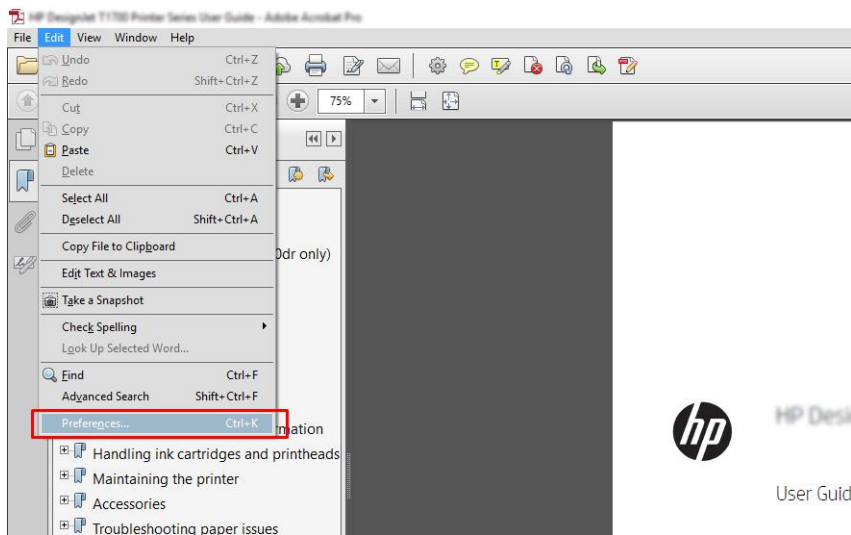 HP DesignJet T1700 Printer Series User Guide - Adobe Acrobat Pro
File Edit View Window Help
Undo Ctrl+Z
Redo Shift+Ctrl+Z
75%
Cut Ctrl+X
Copy Ctrl+C
Paste Ctrl+V
Delete
Select All Ctrl+A
Deselect All Shift+Ctrl+A
Copy File to Clipboard
0dr only)
Edit Text & Images
Take a Snapshot
Check Spelling
Look Up Selected Word...
Find Ctrl+F
Advanced Search Shift+Ctrl+F
Preferences... Ctrl+K
rmation
Handling ink cartridges and printheads
Maintaining the printer
Accessories
Troubleshooting paper issues
hp
HP Desi
User Guid